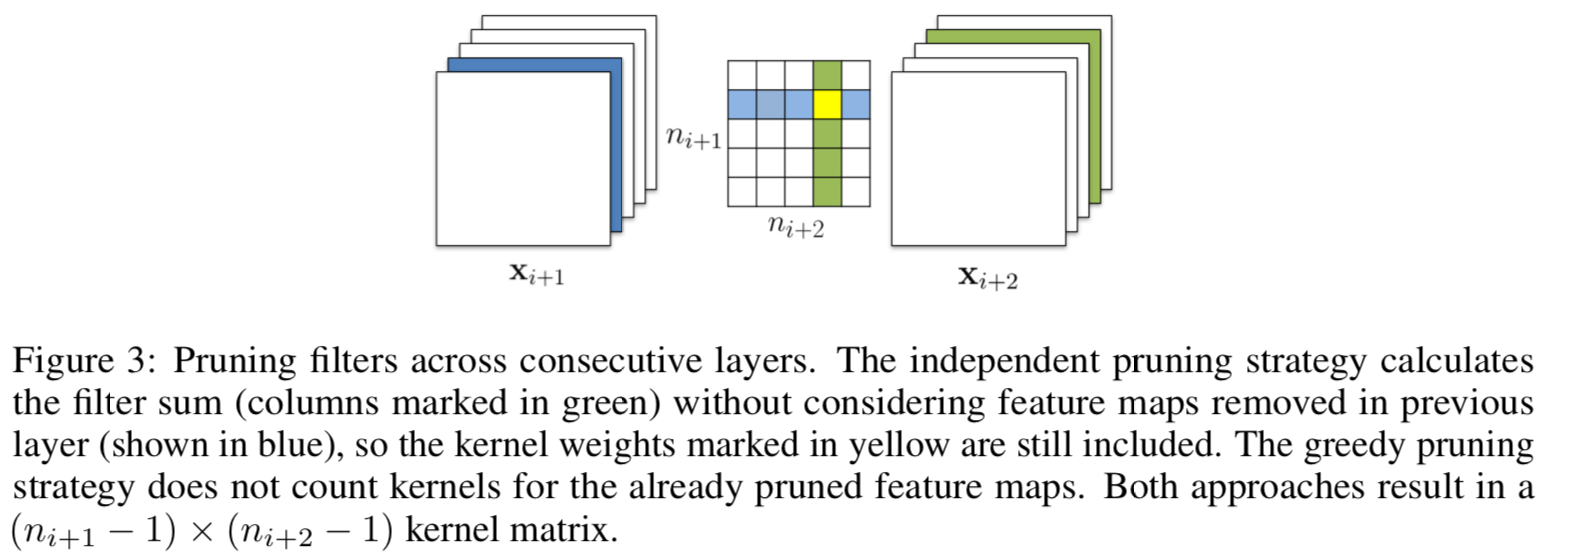 n_{i+1}
n_{i+2}
x_{i+1}
x_{i+2}
Figure 3: Pruning filters across consecutive layers. The independent pruning strategy calculates
the filter sum (columns marked in green) without considering feature maps removed in previous
layer (shown in blue), so the kernel weights marked in yellow are still included. The greedy pruning
strategy does not count kernels for the already pruned feature maps. Both approaches result in a
(n_{i+1} − 1) × (n_{i+2} − 1) kernel matrix.